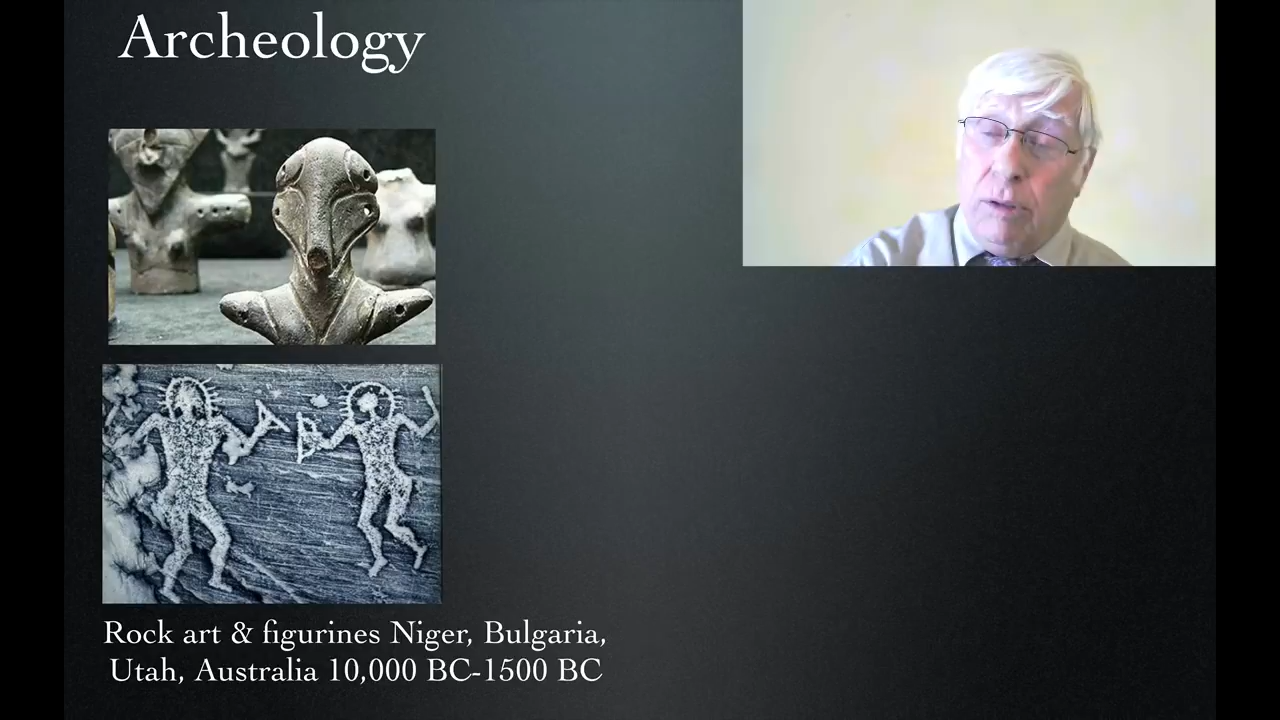 Archeology
Rock art & figurines Niger, Bulgaria,
Utah, Australia 10,000 BC-1500 BC